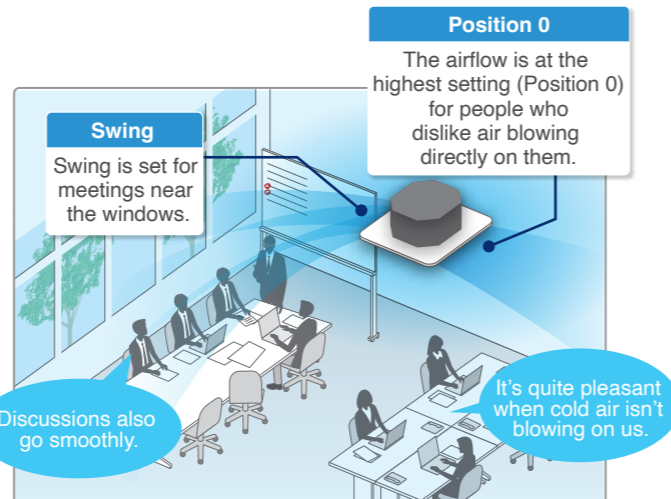 Position 0
The airflow is at the
highest setting (Position 0)
for people who
dislike air blowing
directly on them.
Swing
Swing is set for
meetings near
the windows.
Discussions also
go smoothly.
It's quite pleasant
when cold air isn't
blowing on us.